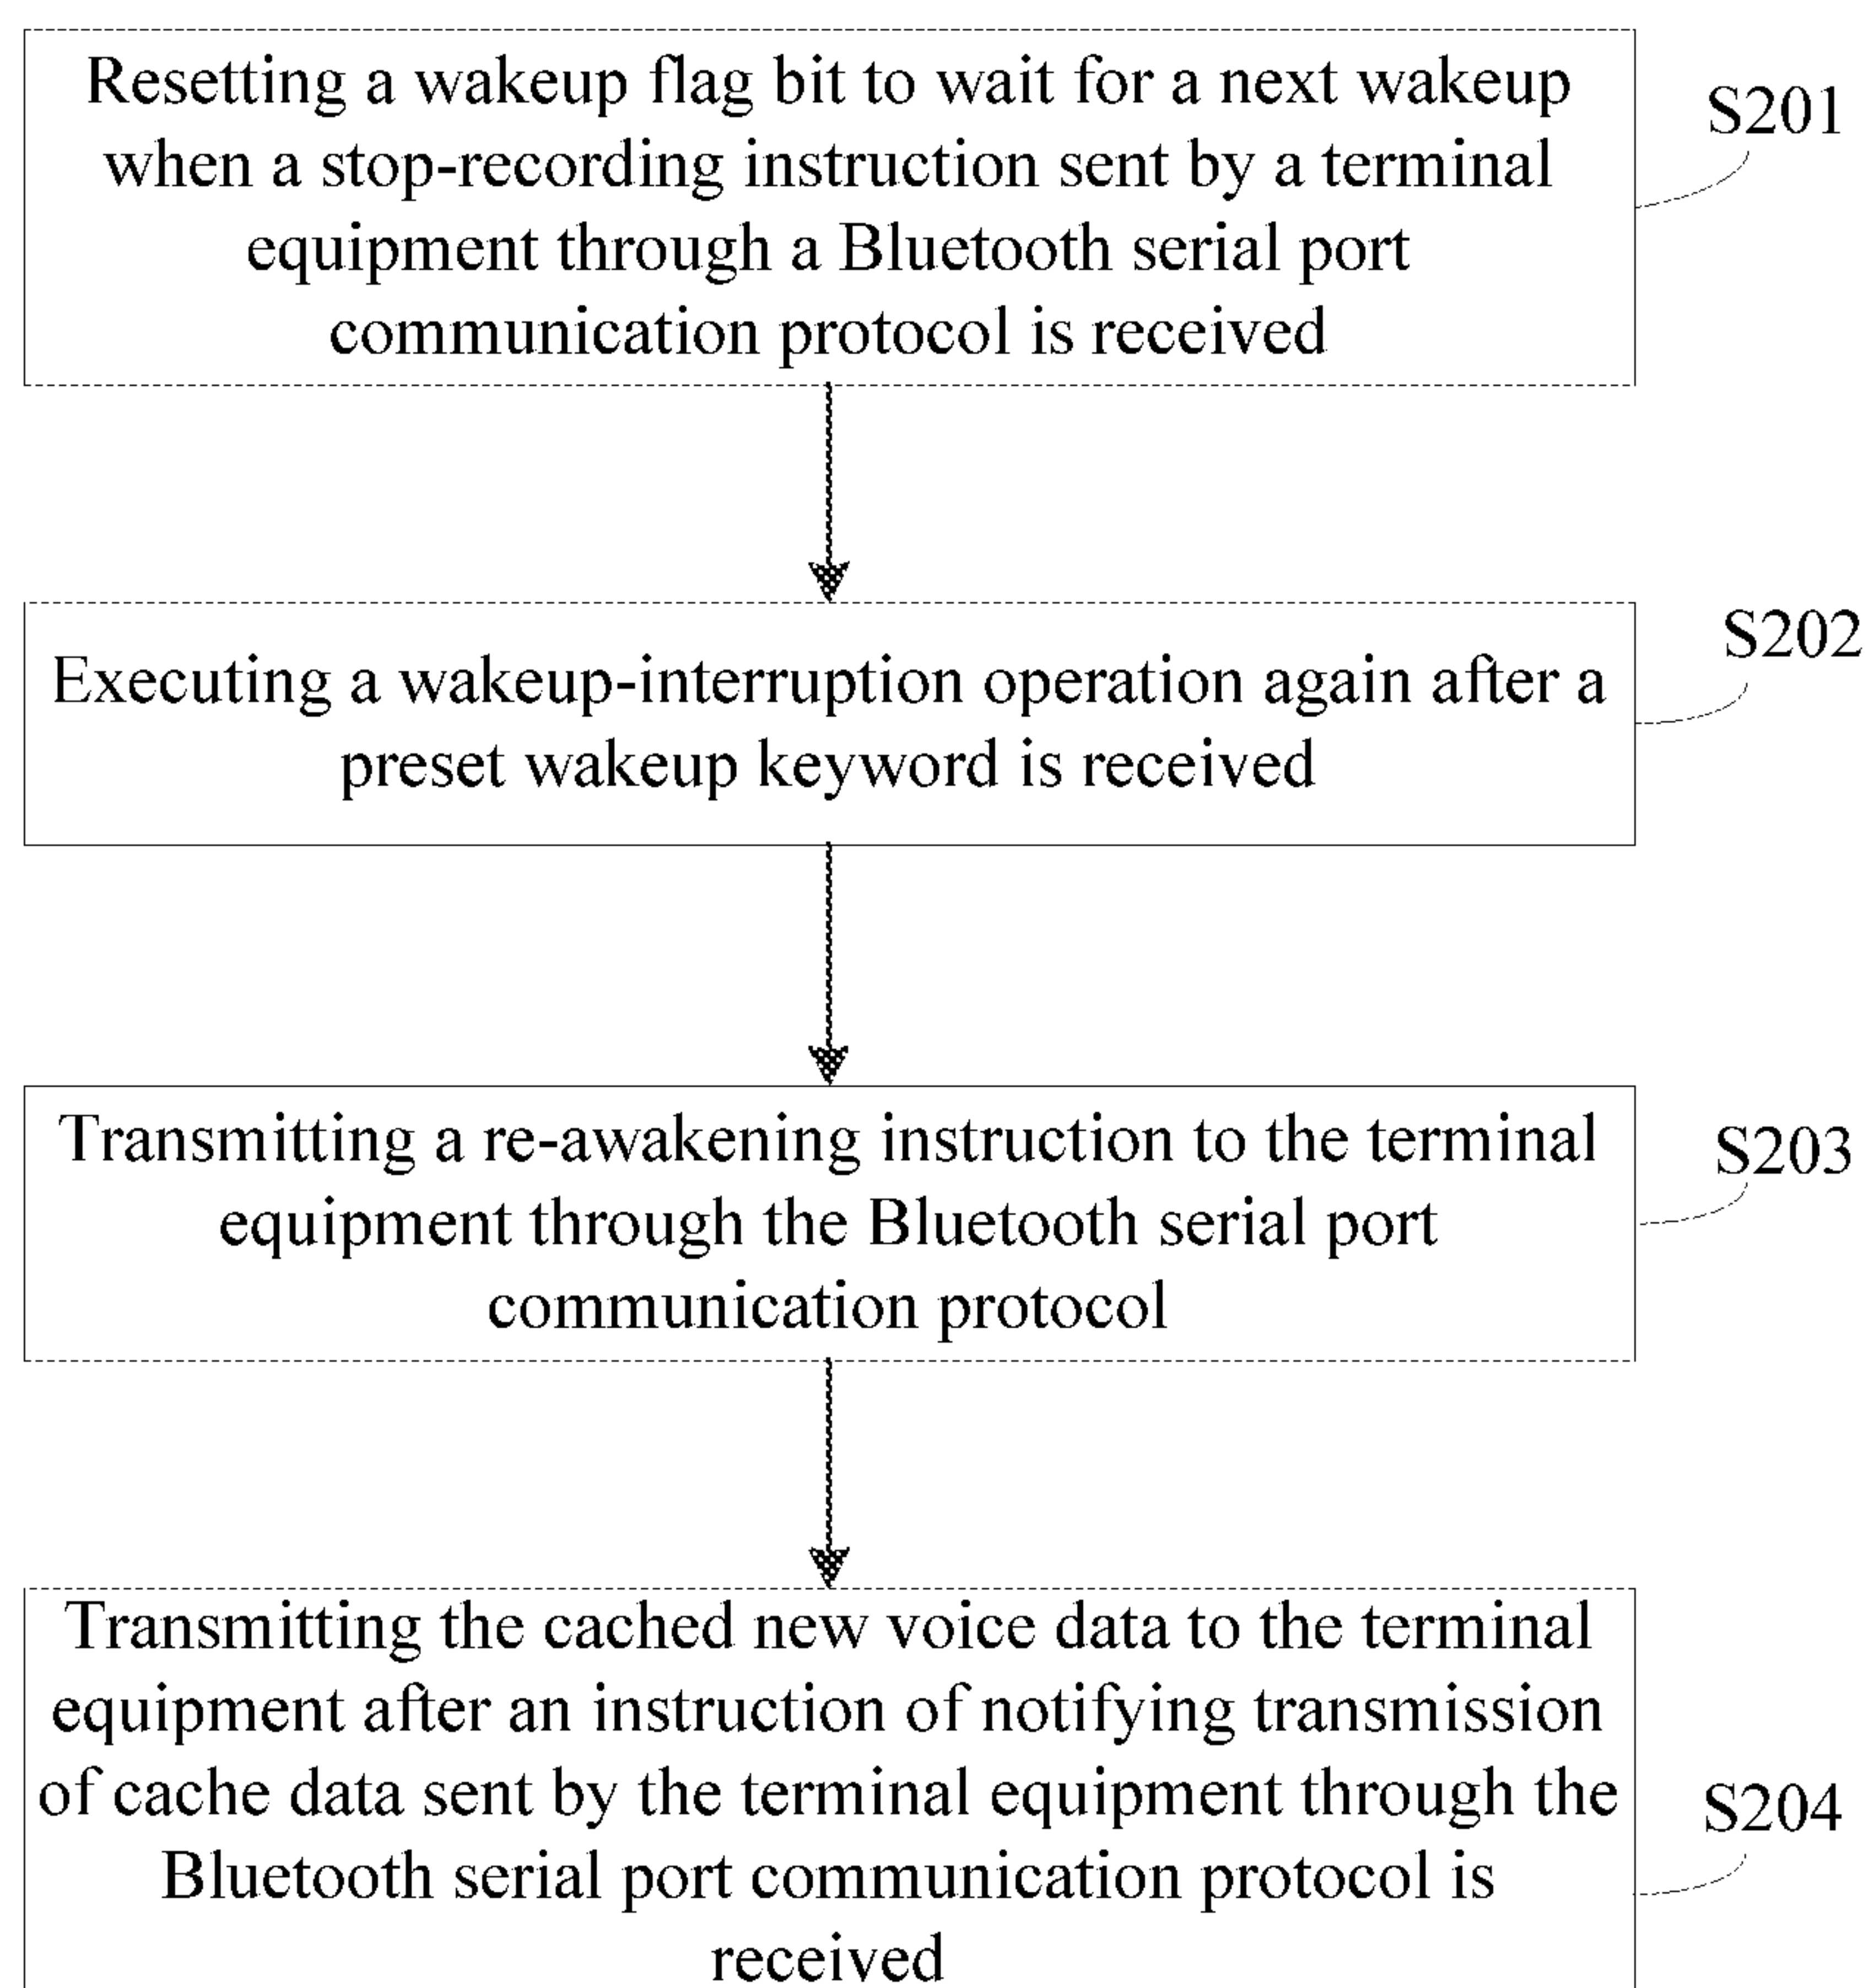 Resetting a wakeup flag bit to wait for a next wakeup
when a stop-recording instruction sent by a terminal
equipment through a Bluetooth serial port
communication protocol is received
S201
Executing a wakeup-interruption operation again after a
preset wakeup keyword is received
S202
Transmitting a re-awakening instruction to the terminal
equipment through the Bluetooth serial port
communication protocol
S203
Transmitting the cached new voice data to the terminal
equipment after an instruction of notifying transmission
of cache data sent by the terminal equipment through the
Bluetooth serial port communication protocol is
received
S204